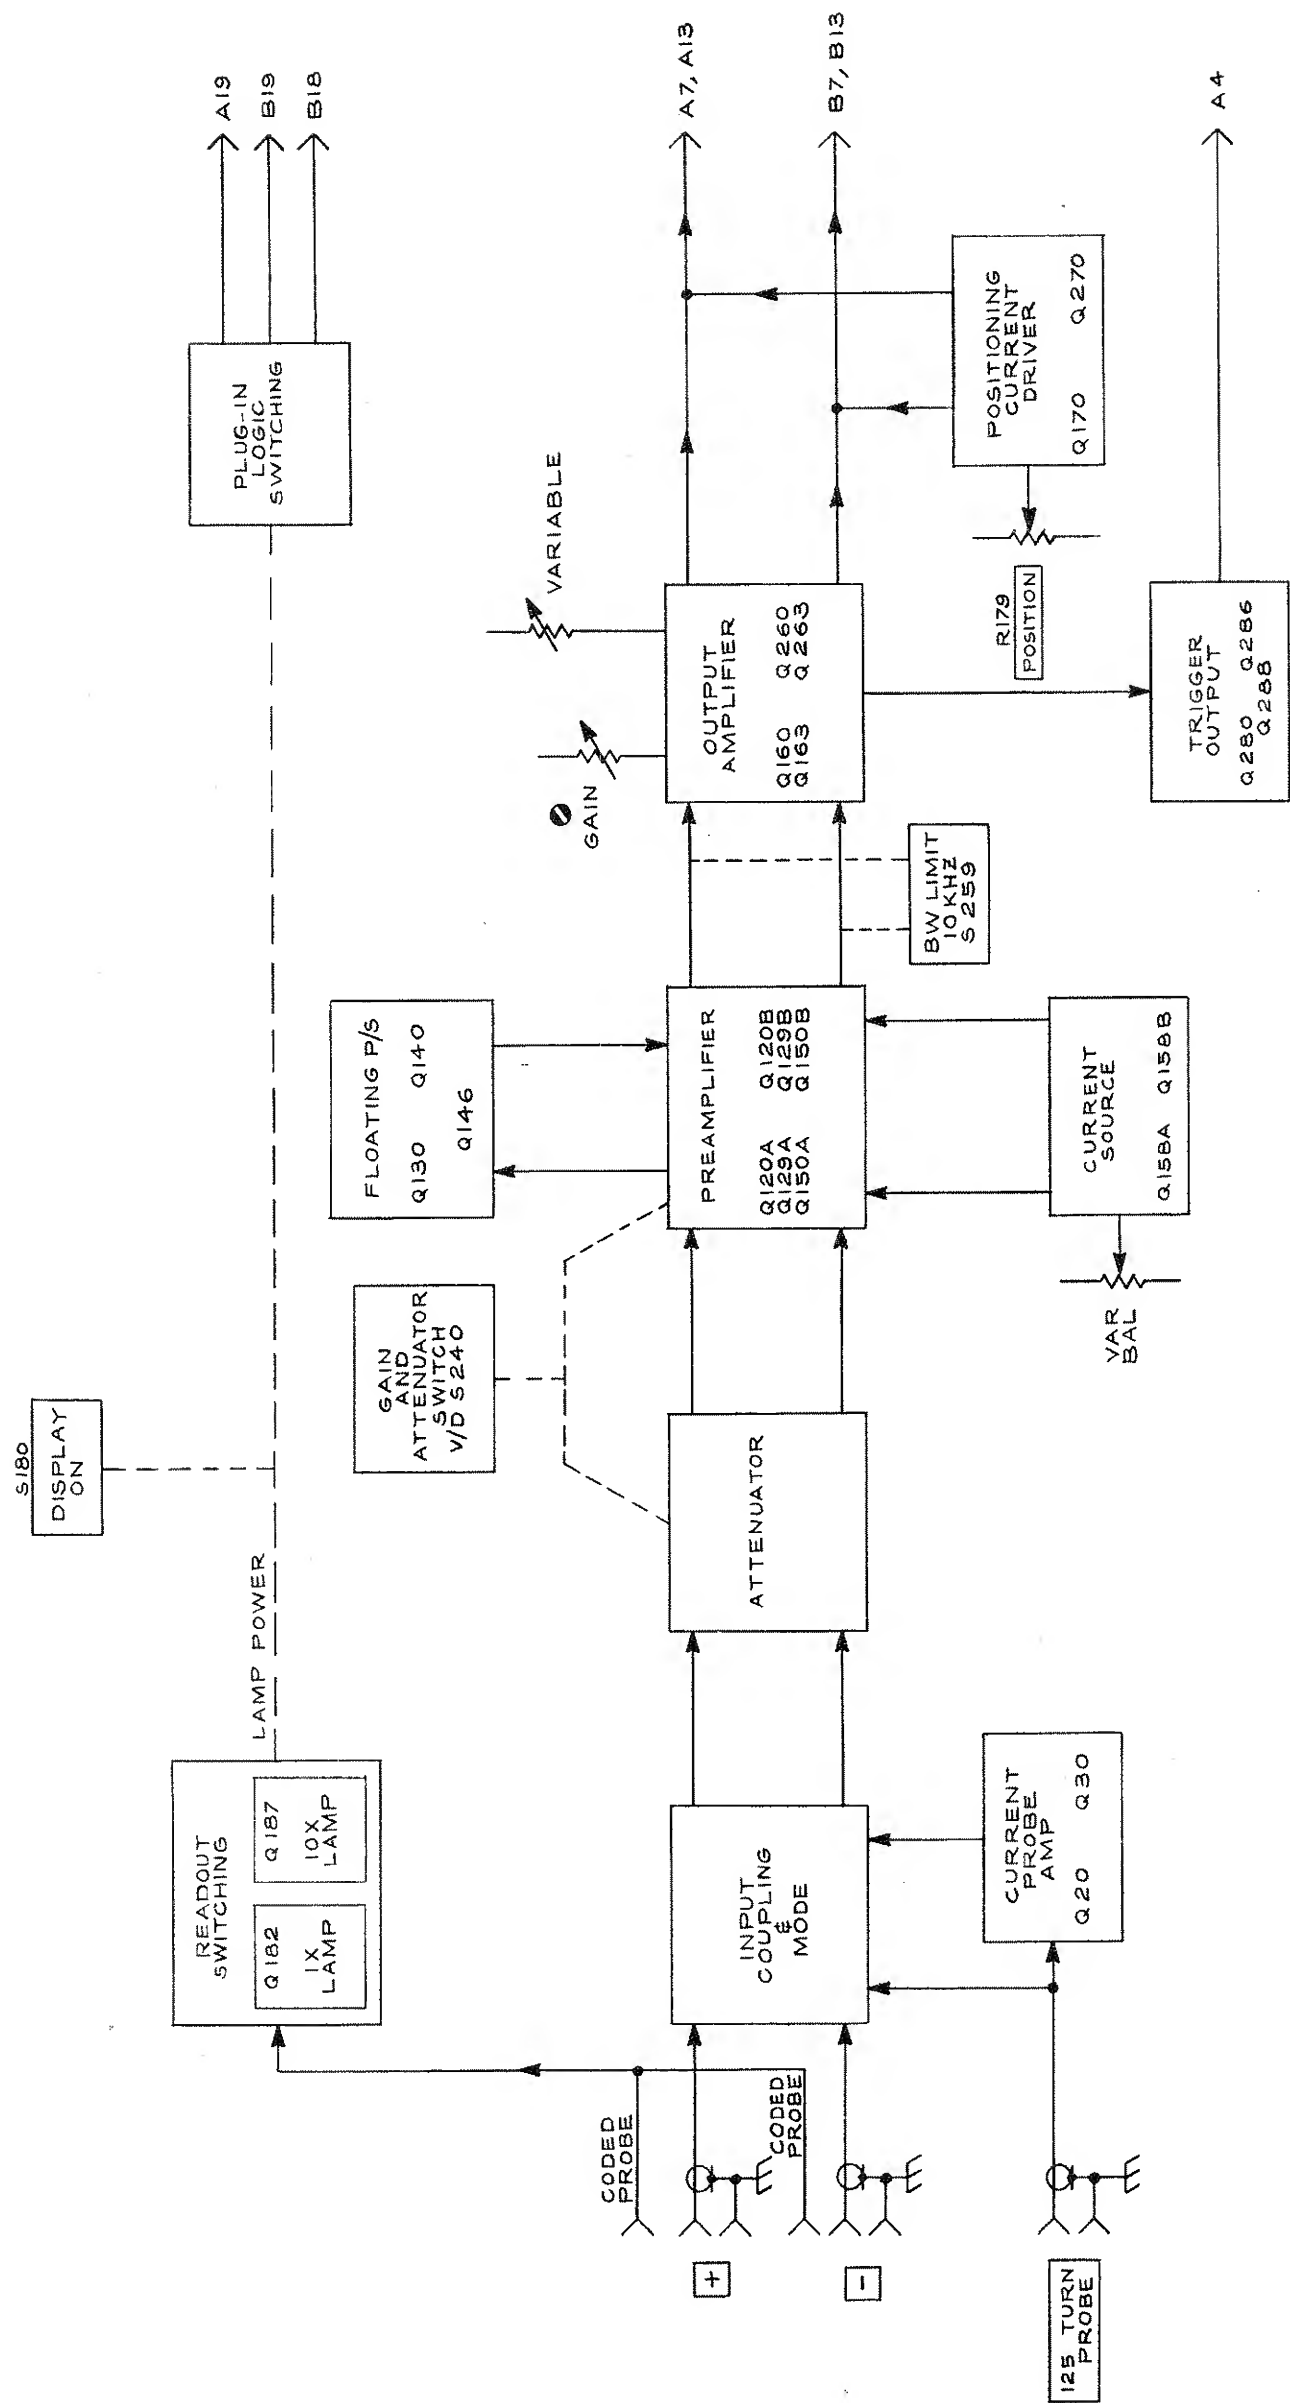 S180
DISPLAY
ON
READOUT
SWITCHING
Q182
1X
LAMP
Q187
10X
LAMP
LAMP POWER
PLUG-IN
LOGIC
SWITCHING
A19
B19
B18
GAIN
AND
ATTENUATOR
SWITCH
V/D S240
FLOATING P/S
Q130 Q140
Q146
GAIN
VARIABLE
CODED
PROBE
+
CODED
PROBE
-
INPUT
COUPLING
&
MODE
ATTENUATOR
PREAMPLIFIER
Q120A Q120B
Q129A Q129B
Q150A Q150B
OUTPUT
AMPLIFIER
Q160 Q260
Q163 Q263
A7, A13
B7, B13
BW LIMIT
10 KHZ
S259
125 TURN
PROBE
CURRENT
PROBE
AMP
Q20 Q30
VAR
BAL
CURRENT
SOURCE
Q158A Q158B
R179
POSITION
POSITIONING
CURRENT
DRIVER
Q170 Q270
TRIGGER
OUTPUT
Q280 Q286
Q288
A4